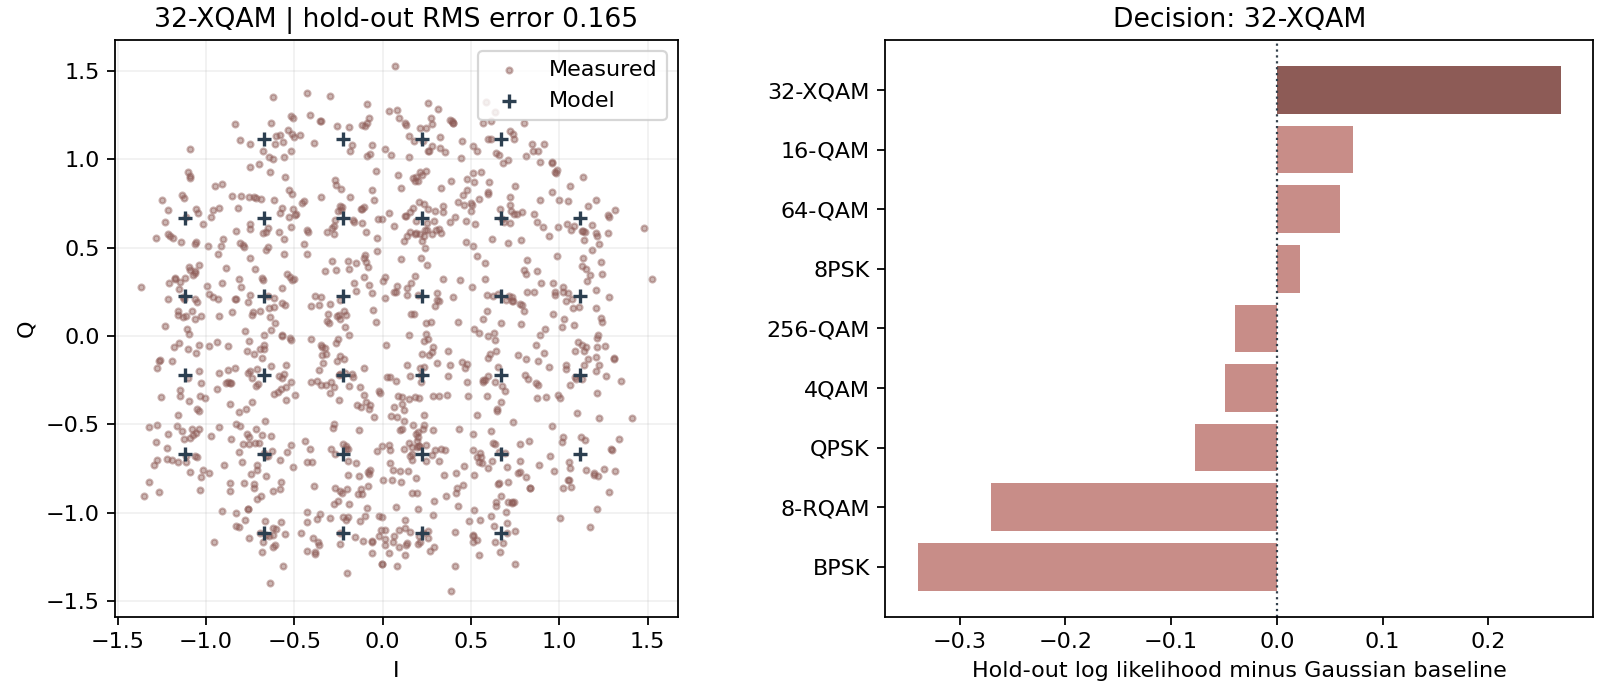 32-XQAM | hold-out RMS error 0.165
Measured
Model
1.5
1.0
0.5
0.0
−0.5
−1.0
−1.5
Q
−1.5 −1.0 −0.5 0.0 0.5 1.0 1.5
I
Decision: 32-XQAM
32-XQAM
16-QAM
64-QAM
8PSK
256-QAM
4QAM
QPSK
8-RQAM
BPSK
−0.3 −0.2 −0.1 0.0 0.1 0.2
Hold-out log likelihood minus Gaussian baseline